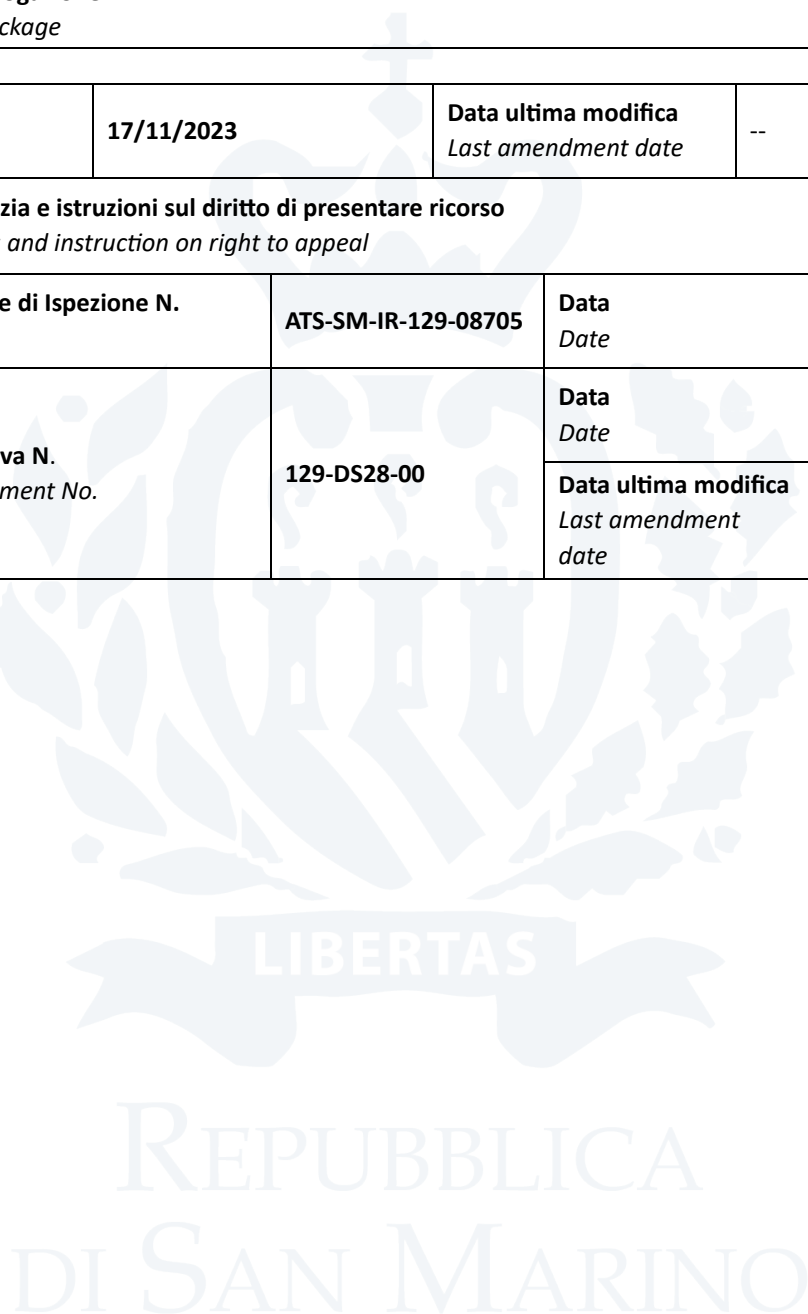 ckage
17/11/2023
Data ultima modifica
Last amendment date
--
zia e istruzioni sul diritto di presentare ricorso
and instruction on right to appeal
e di Ispezione N.
ATS-SM-IR-129-08705
Data
Date
va N.
ment No.
129-DS28-00
Data
Date
Data ultima modifica
Last amendment
date
LIBERTAS
REPUBBLICA
DI SAN MARINO